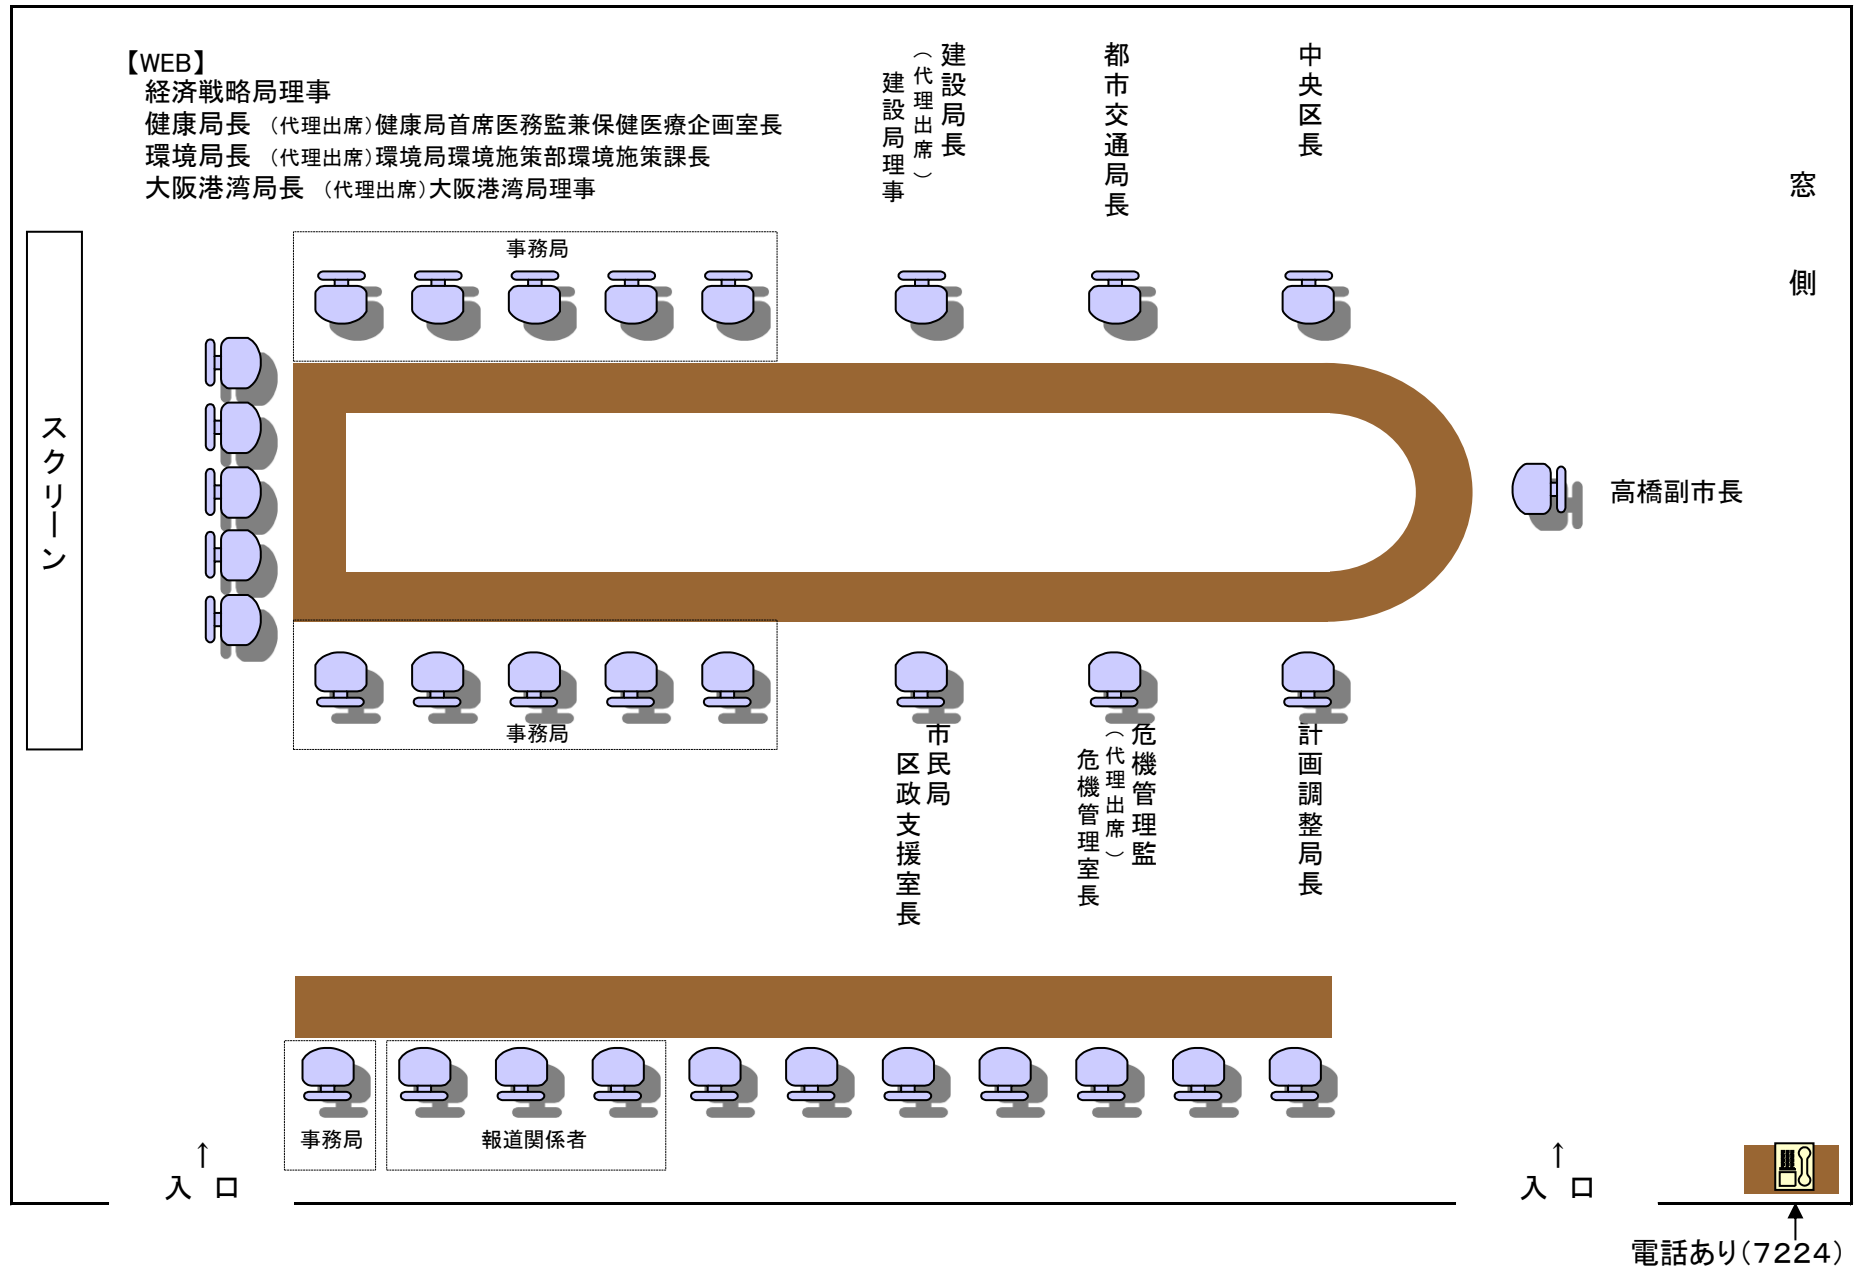 【WEB】
経済戦略局理事
健康局長 （代理出席）健康局首席医務監兼保健医療企画室長
環境局長 （代理出席）環境局環境施策部環境施策課長
大阪港湾局長 （代理出席）大阪港湾局理事
建設局長
（代理出席）
建設局理事
都市交通局長
中央区長
窓側
事務局
スクリーン
高橋副市長
事務局
市民局
区政支援室長
危機管理監
（代理出席）
危機管理室長
計画調整局長
事務局
報道関係者
↑
入 口
↑
入 口
電話あり（7224）